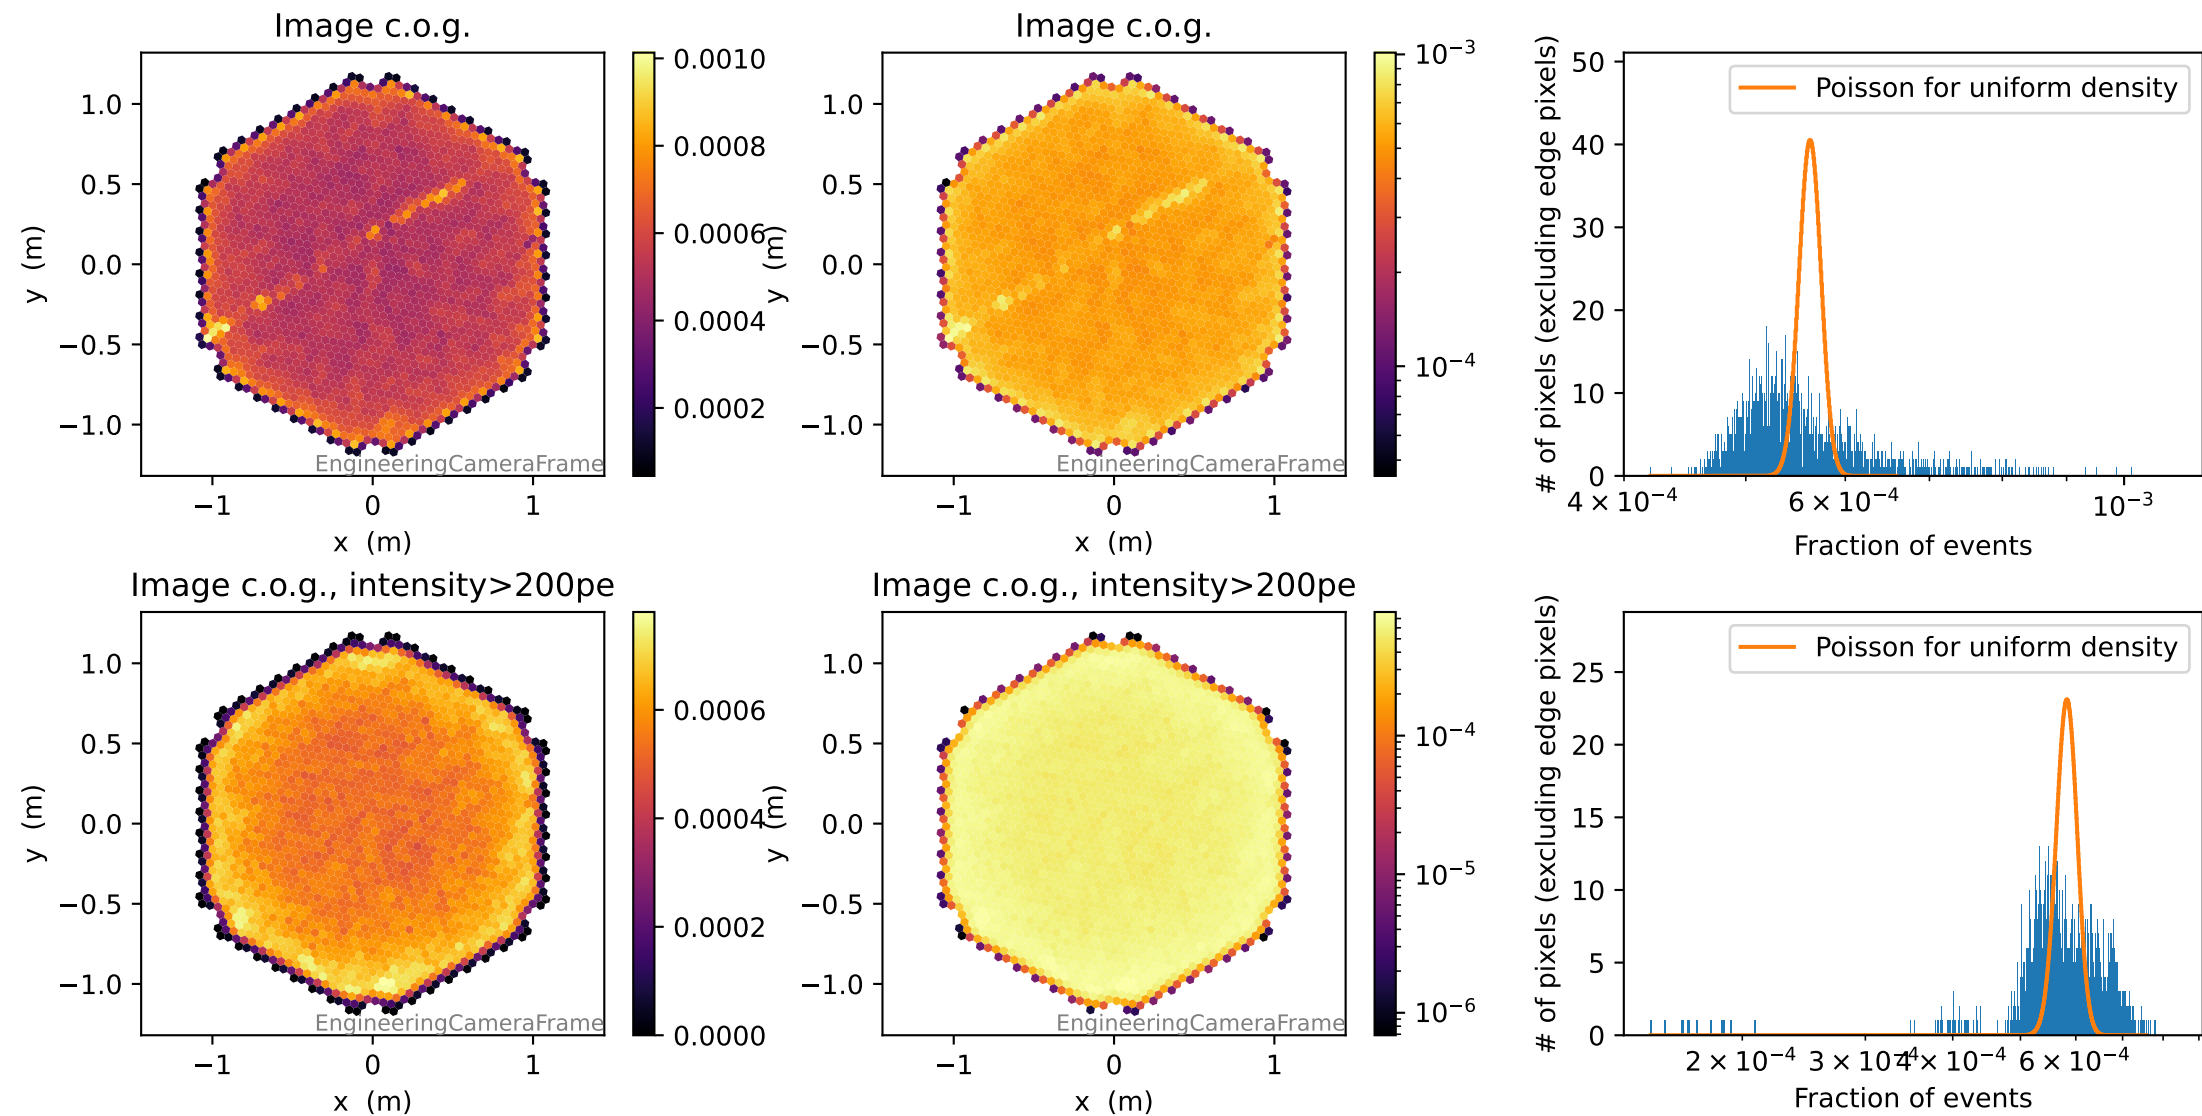 Image c.o.g.
1.0
0.5
0.0
−0.5
−1.0
y (m)
−1
0
1
x (m)
EngineeringCameraFrame
0.0010
0.0008
0.0006
0.0004
0.0002
Image c.o.g.
1.0
0.5
0.0
−0.5
−1.0
y (m)
−1
0
1
x (m)
EngineeringCameraFrame
10⁻³
10⁻⁴
Poisson for uniform density
50
40
30
20
10
0
# of pixels (excluding edge pixels)
4 × 10⁻⁴
6 × 10⁻⁴
10⁻³
Fraction of events
Image c.o.g., intensity>200pe
1.0
0.5
0.0
−0.5
−1.0
y (m)
−1
0
1
x (m)
EngineeringCameraFrame
0.0006
0.0004
0.0002
0.0000
Image c.o.g., intensity>200pe
1.0
0.5
0.0
−0.5
−1.0
y (m)
−1
0
1
x (m)
EngineeringCameraFrame
10⁻⁴
10⁻⁵
10⁻⁶
Poisson for uniform density
25
20
15
10
5
0
# of pixels (excluding edge pixels)
2 × 10⁻⁴
3 × 10⁻⁴
4 × 10⁻⁴
6 × 10⁻⁴
Fraction of events